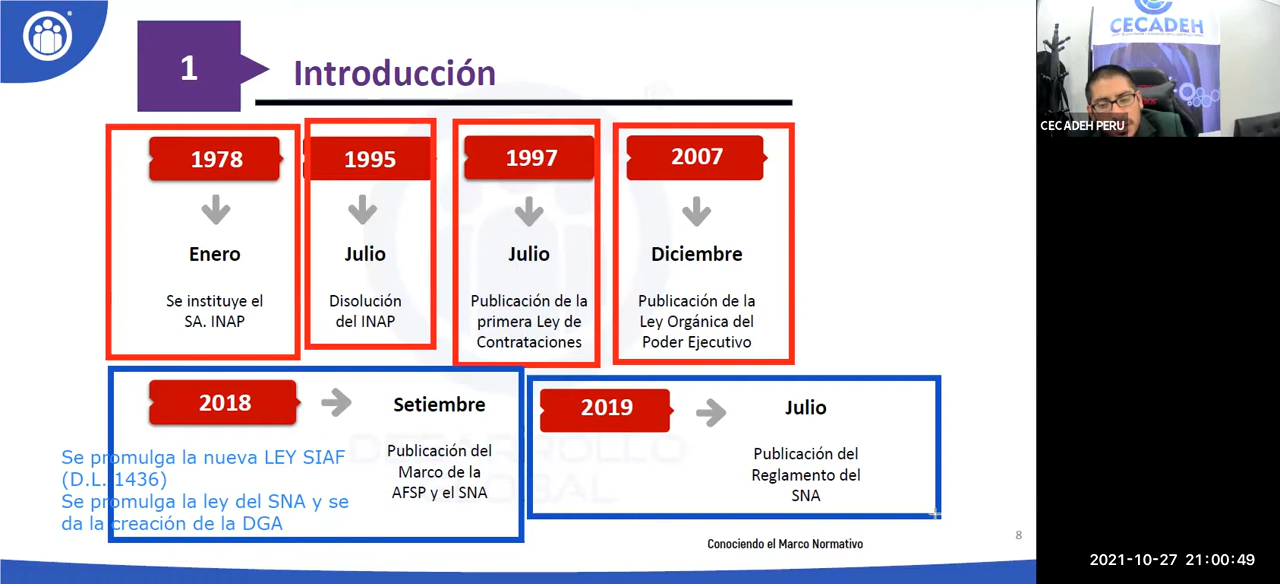 1
Introducción
CECADEH
CECADEH PERU
1978
1995
1997
2007
Enero
Julio
Julio
Diciembre
Se instituye el
SA. INAP
Disolución
del INAP
Publicación de la
primera Ley de
Contrataciones
Publicación de la
Ley Orgánica del
Poder Ejecutivo
2018
Setiembre
Publicación del
Marco de la
AFSP y el SNA
Se promulga la nueva LEY SIAF
(D.L. 1436)
Se promulga la ley del SNA y se
da la creación de la DGA
2019
Julio
Publicación del
Reglamento del
SNA
DESARROLLO
GLOBAL
8
Conociendo el Marco Normativo
2021-10-27 21:00:49